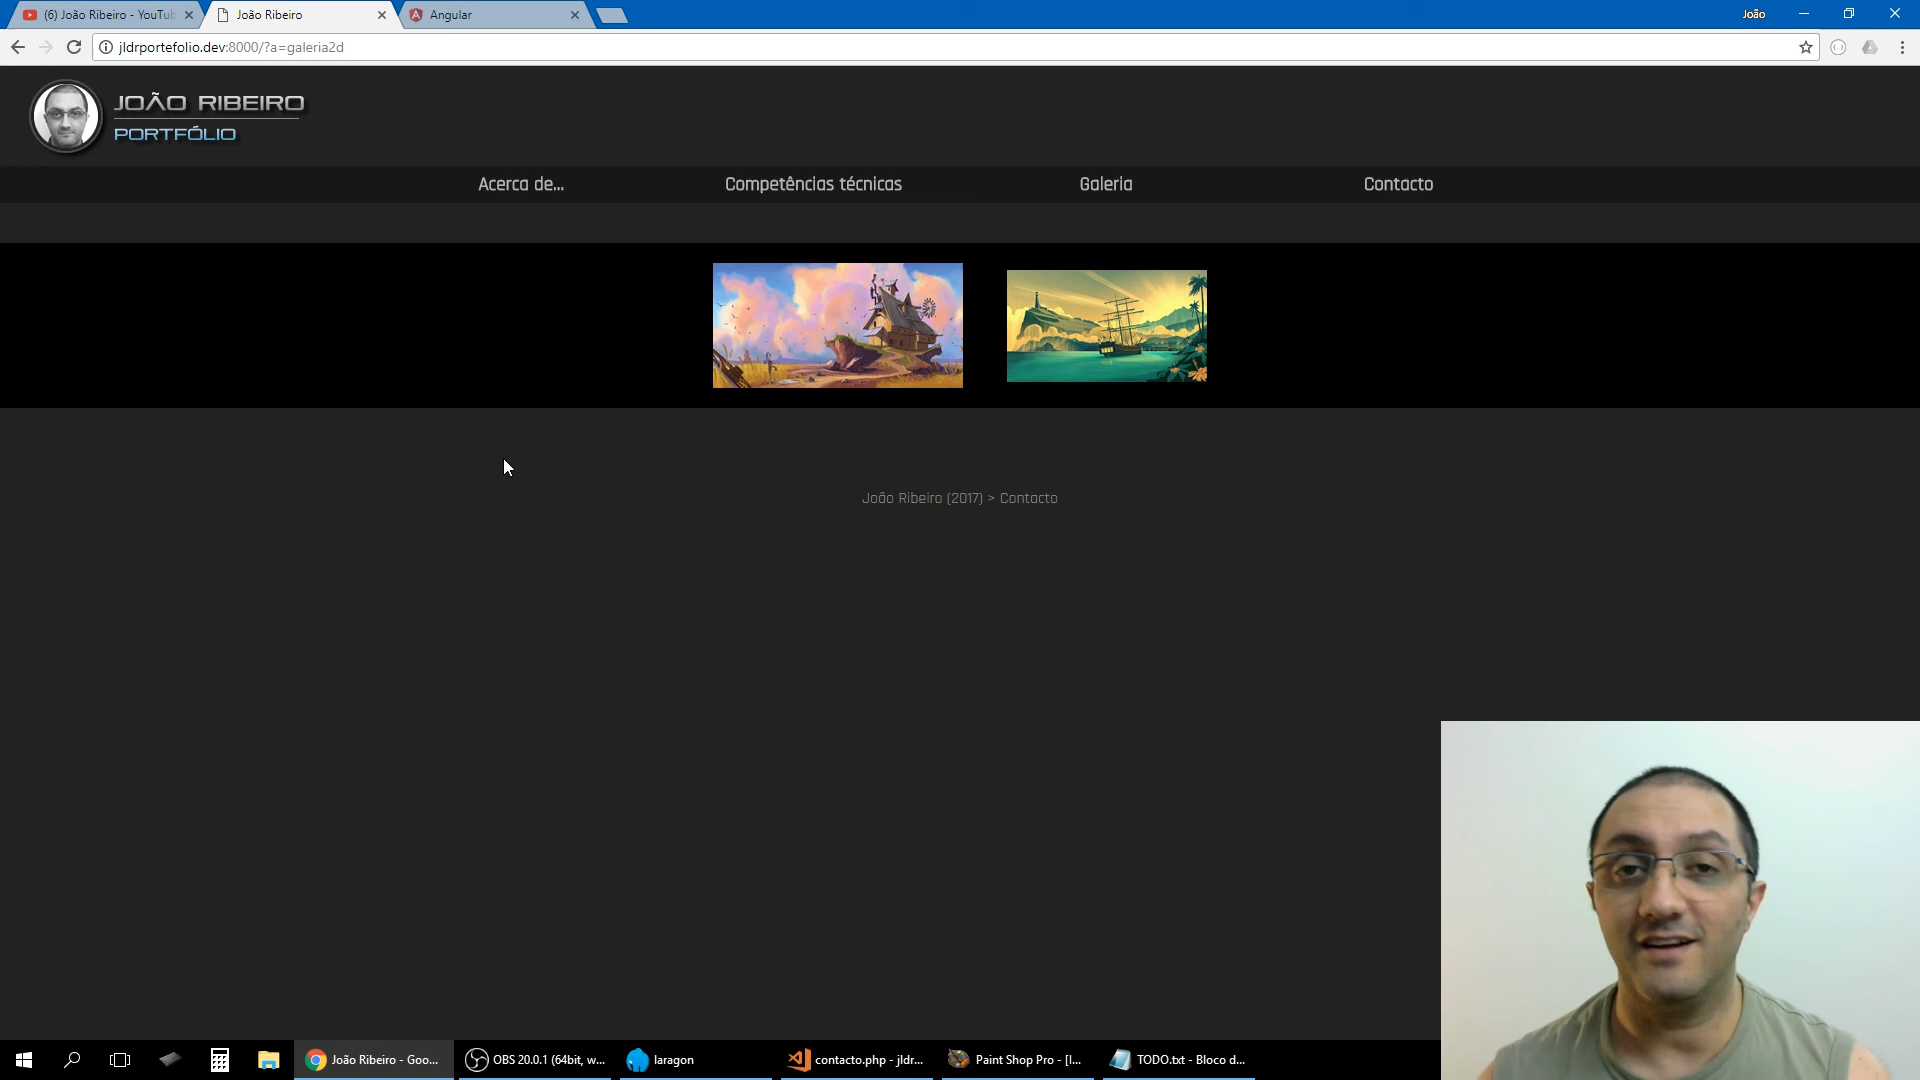 (6) João Ribeiro - YouTub
João Ribeiro
Angular
João
jldrportefolio.dev:8000/?a=galeria2d
JOÃO RIBEIRO
PORTFÓLIO
Acerca de...
Competências técnicas
Galeria
Contacto
João Ribeiro (2017) > Contacto
João Ribeiro - Goo...
OBS 20.0.1 (64bit, w...
laragon
contacto.php - jldr...
Paint Shop Pro - [I...
TODO.txt - Bloco d...